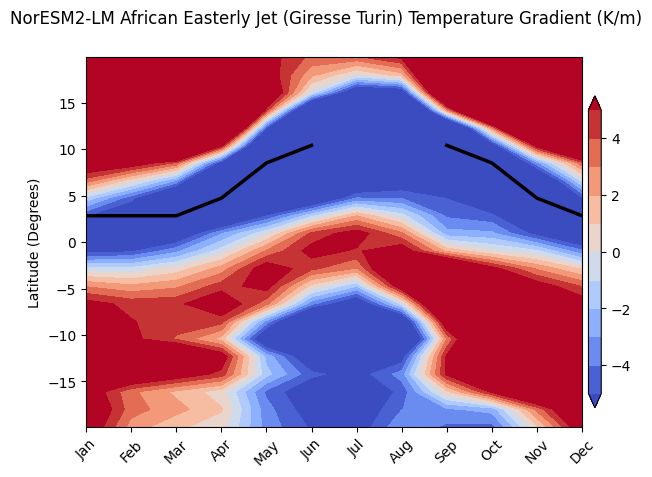 NorESM2-LM African Easterly Jet (Giresse Turin) Temperature Gradient (K/m)
Latitude (Degrees)
15
10
5
0
−5
−10
−15
Jan
Feb
Mar
Apr
May
Jun
Jul
Aug
Sep
Oct
Nov
Dec
4
2
0
−2
−4